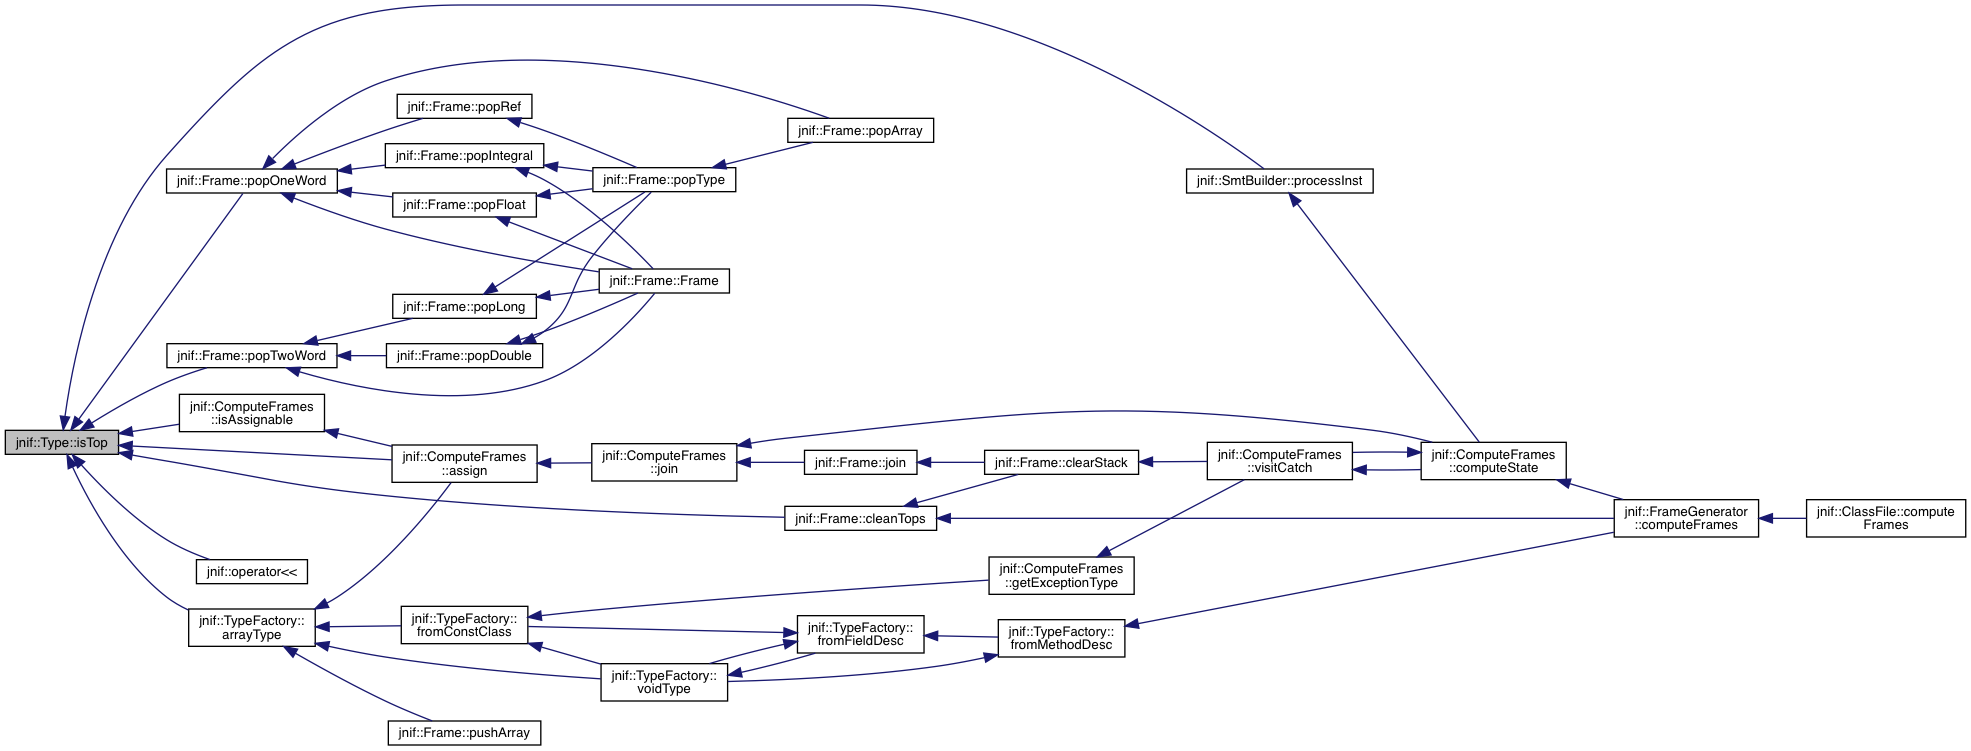 jnif::Frame::popRef
jnif::Frame::popArray
jnif::Frame::popIntegral
jnif::Frame::popOneWord
jnif::Frame::popType
jnif::SmtBuilder::processInst
jnif::Frame::popFloat
jnif::Frame::Frame
jnif::Frame::popLong
jnif::Frame::popTwoWord
jnif::Frame::popDouble
jnif::ComputeFrames
::isAssignable
jnif::Type::isTop
jnif::ComputeFrames
::assign
jnif::ComputeFrames
::join
jnif::Frame::join
jnif::Frame::clearStack
jnif::ComputeFrames
::visitCatch
jnif::ComputeFrames
::computeState
jnif::Frame::cleanTops
jnif::FrameGenerator
::computeFrames
jnif::ClassFile::compute
Frames
jnif::operator<<
jnif::ComputeFrames
::getExceptionType
jnif::TypeFactory::
arrayType
jnif::TypeFactory::
fromConstClass
jnif::TypeFactory::
fromFieldDesc
jnif::TypeFactory::
fromMethodDesc
jnif::TypeFactory::
voidType
jnif::Frame::pushArray